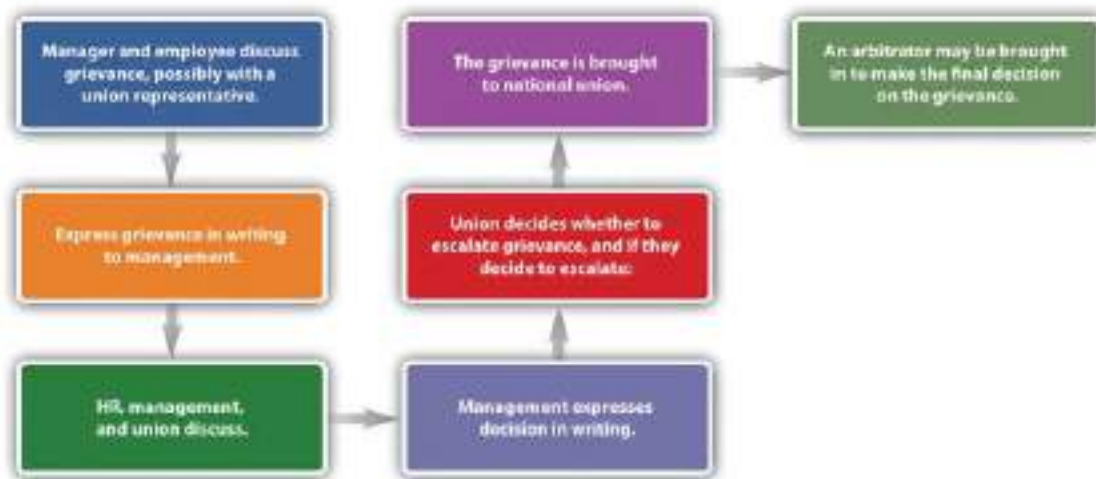 Manager and employee discuss
grievance, possibly with a
union representative.
Express grievance in writing
to management.
HR, management,
and union discuss.
Management expresses
decision in writing.
Union decides whether to
escalate grievance, and if they
decide to escalate:
The grievance is brought
to national union.
An arbitrator may be brought
in to make the final decision
on the grievance.